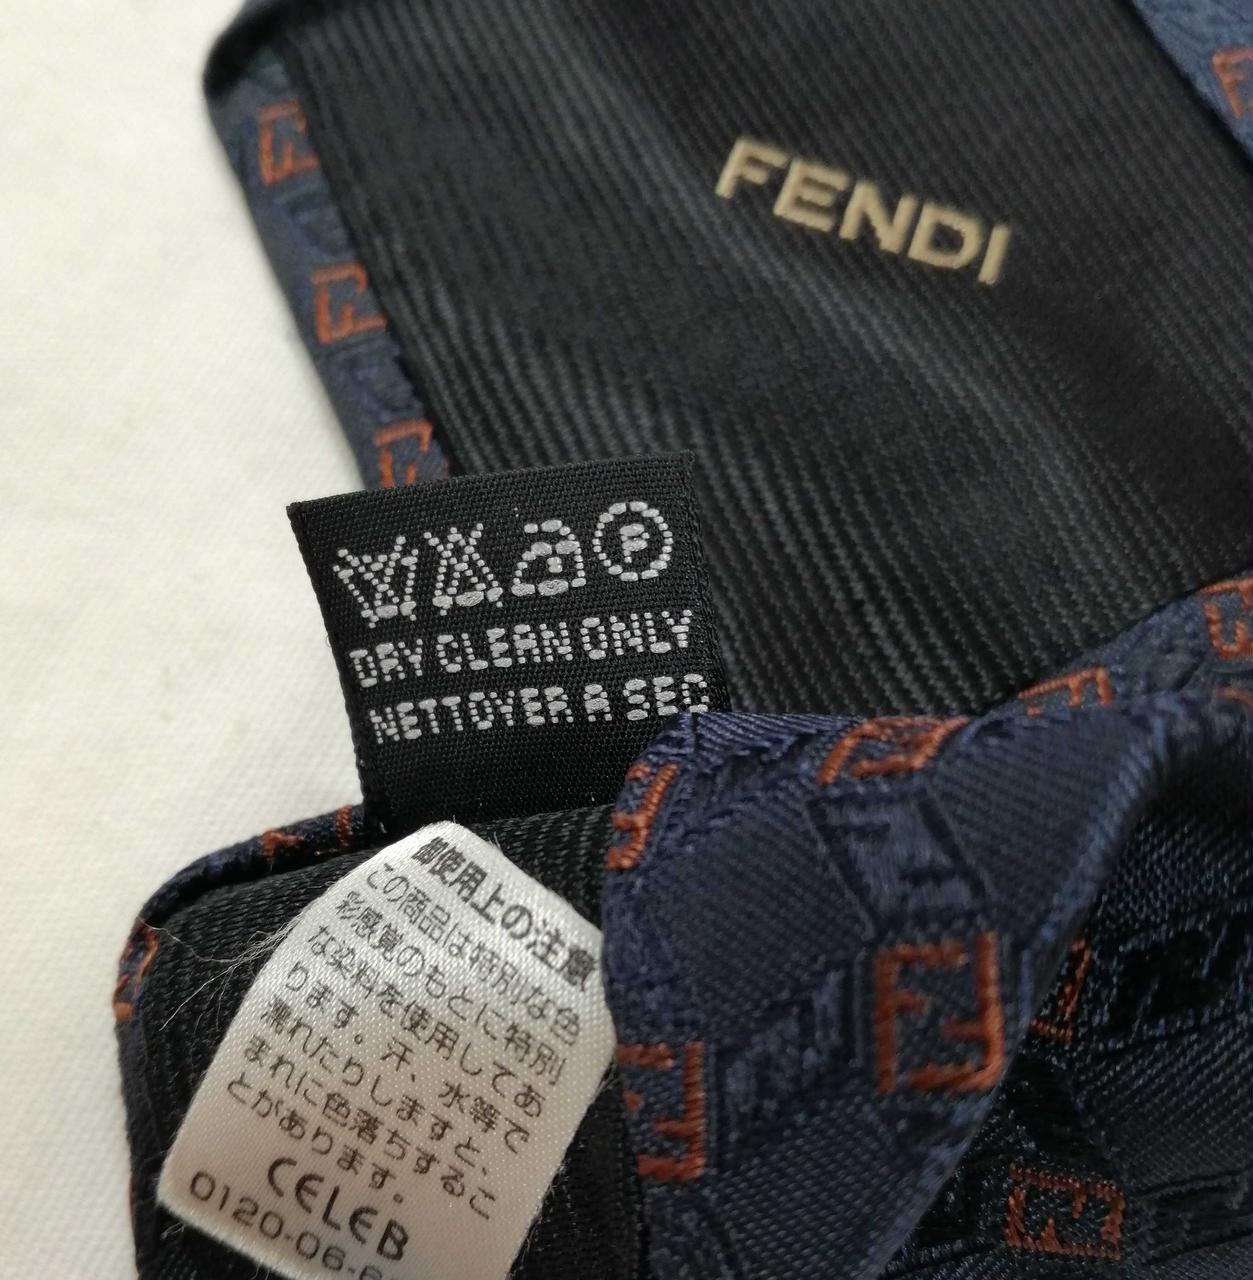 FENDI
DRY CLEAN ONLY
NETTOYER A SEC
御使用上の注意
この商品は特別な色
彩感覚のもとに特別
な染料を使用してあ
ります。汗、水等で
濡れたりしますと、
まれに色落ちするこ
とがあります。
CELEB
0120-06-6